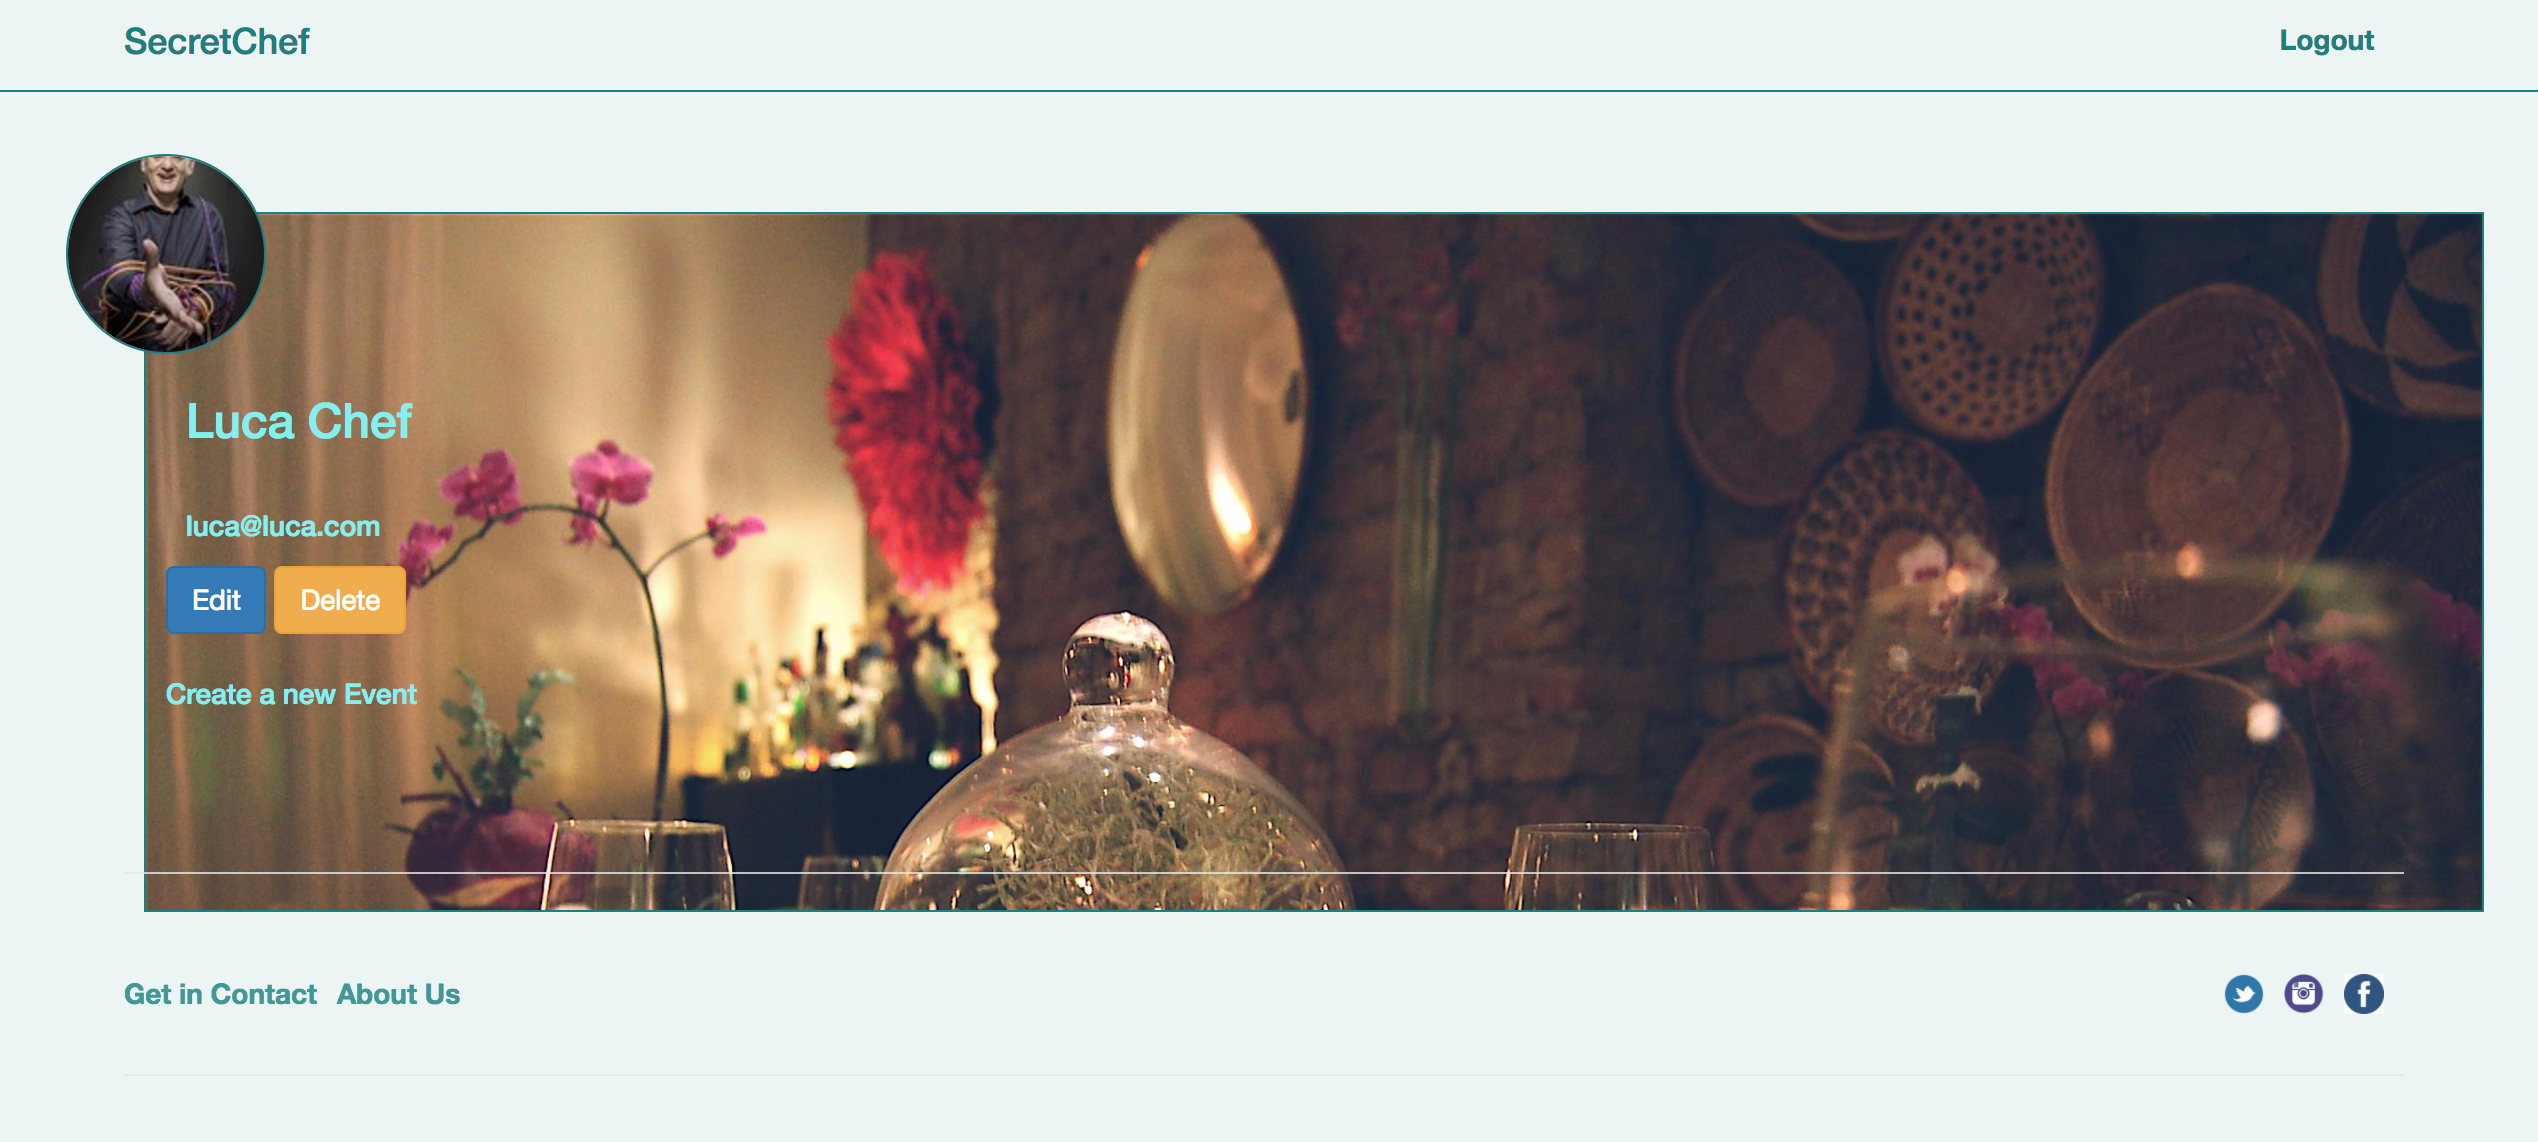 SecretChef Logout
Luca Chef
luca@luca.com
Edit Delete
Create a new Event
Get in Contact About Us